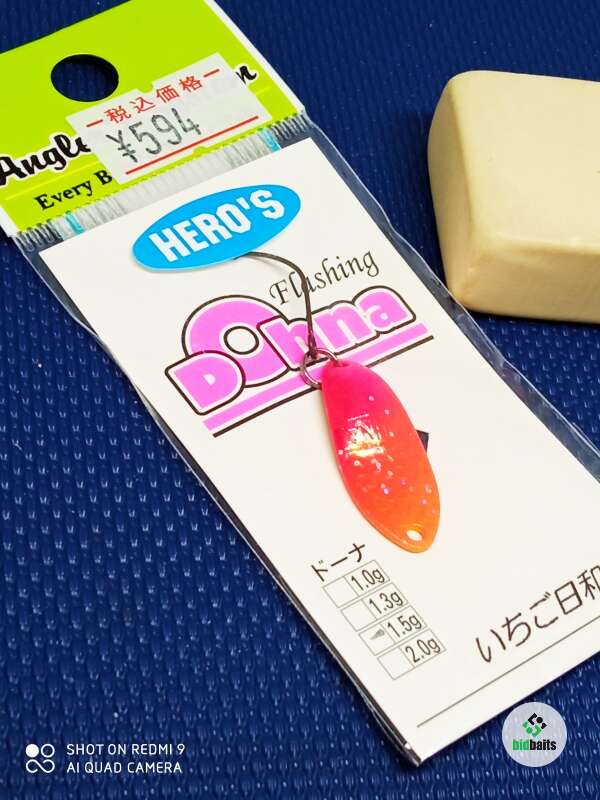 税込価格
¥594
Every
HERO'S
Flashing
Dohna
ドーナ
1.0g
1.3g
1.5g
2.0g
いちご日和
SHOT ON REDMI 9
AI QUAD CAMERA
bidbaits